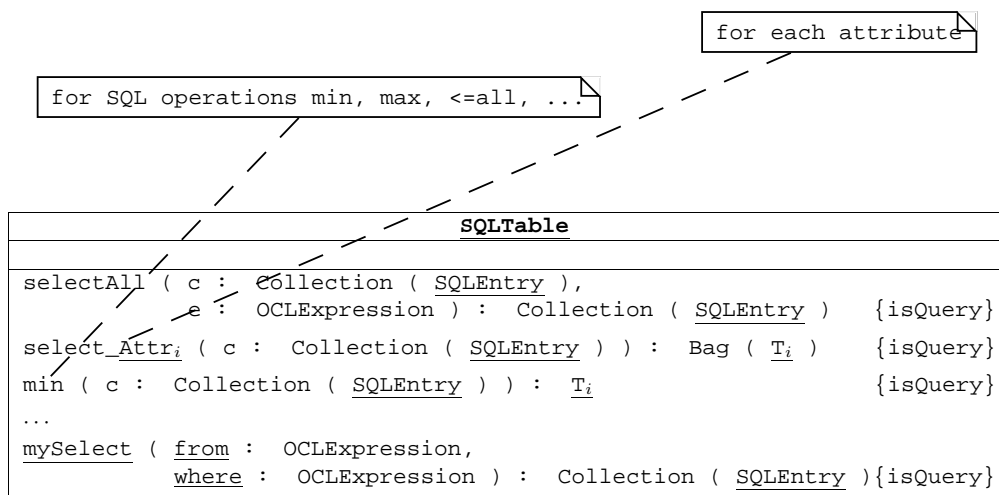 for each attribute
for SQL operations min, max, <=all, ...
SQLTable
selectAll ( c : Collection ( SQLEntry ),
e : OCLExpression ) : Collection ( SQLEntry ) {isQuery}
select_Attri ( c : Collection ( SQLEntry ) ) : Bag ( Ti ) {isQuery}
min ( c : Collection ( SQLEntry ) ) : Ti {isQuery}
...
mySelect ( from : OCLExpression,
where : OCLExpression ) : Collection ( SQLEntry ){isQuery}